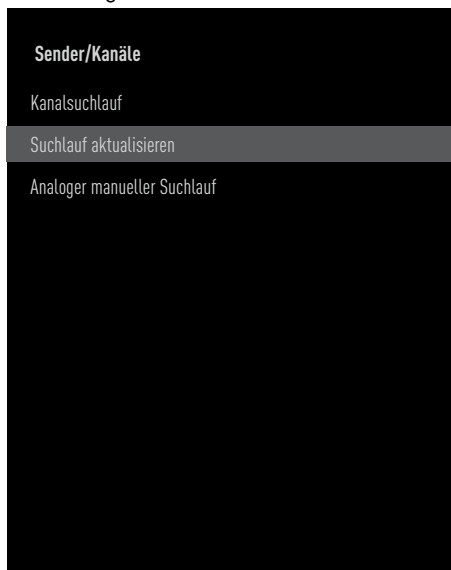 Sender/Kanäle
Kanalsuchlauf
Suchlauf aktualisieren
Analoger manueller Suchlauf